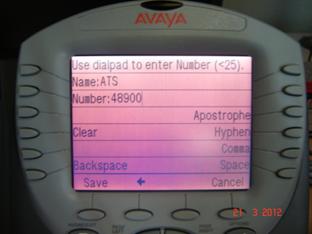 AVAYA
Use dialpad to enter Number (<25).
Name:ATS
Number:48900
Apostrophe
Clear Hyphen
Comma
Backspace Space
Save ← Cancel
21 3 2012